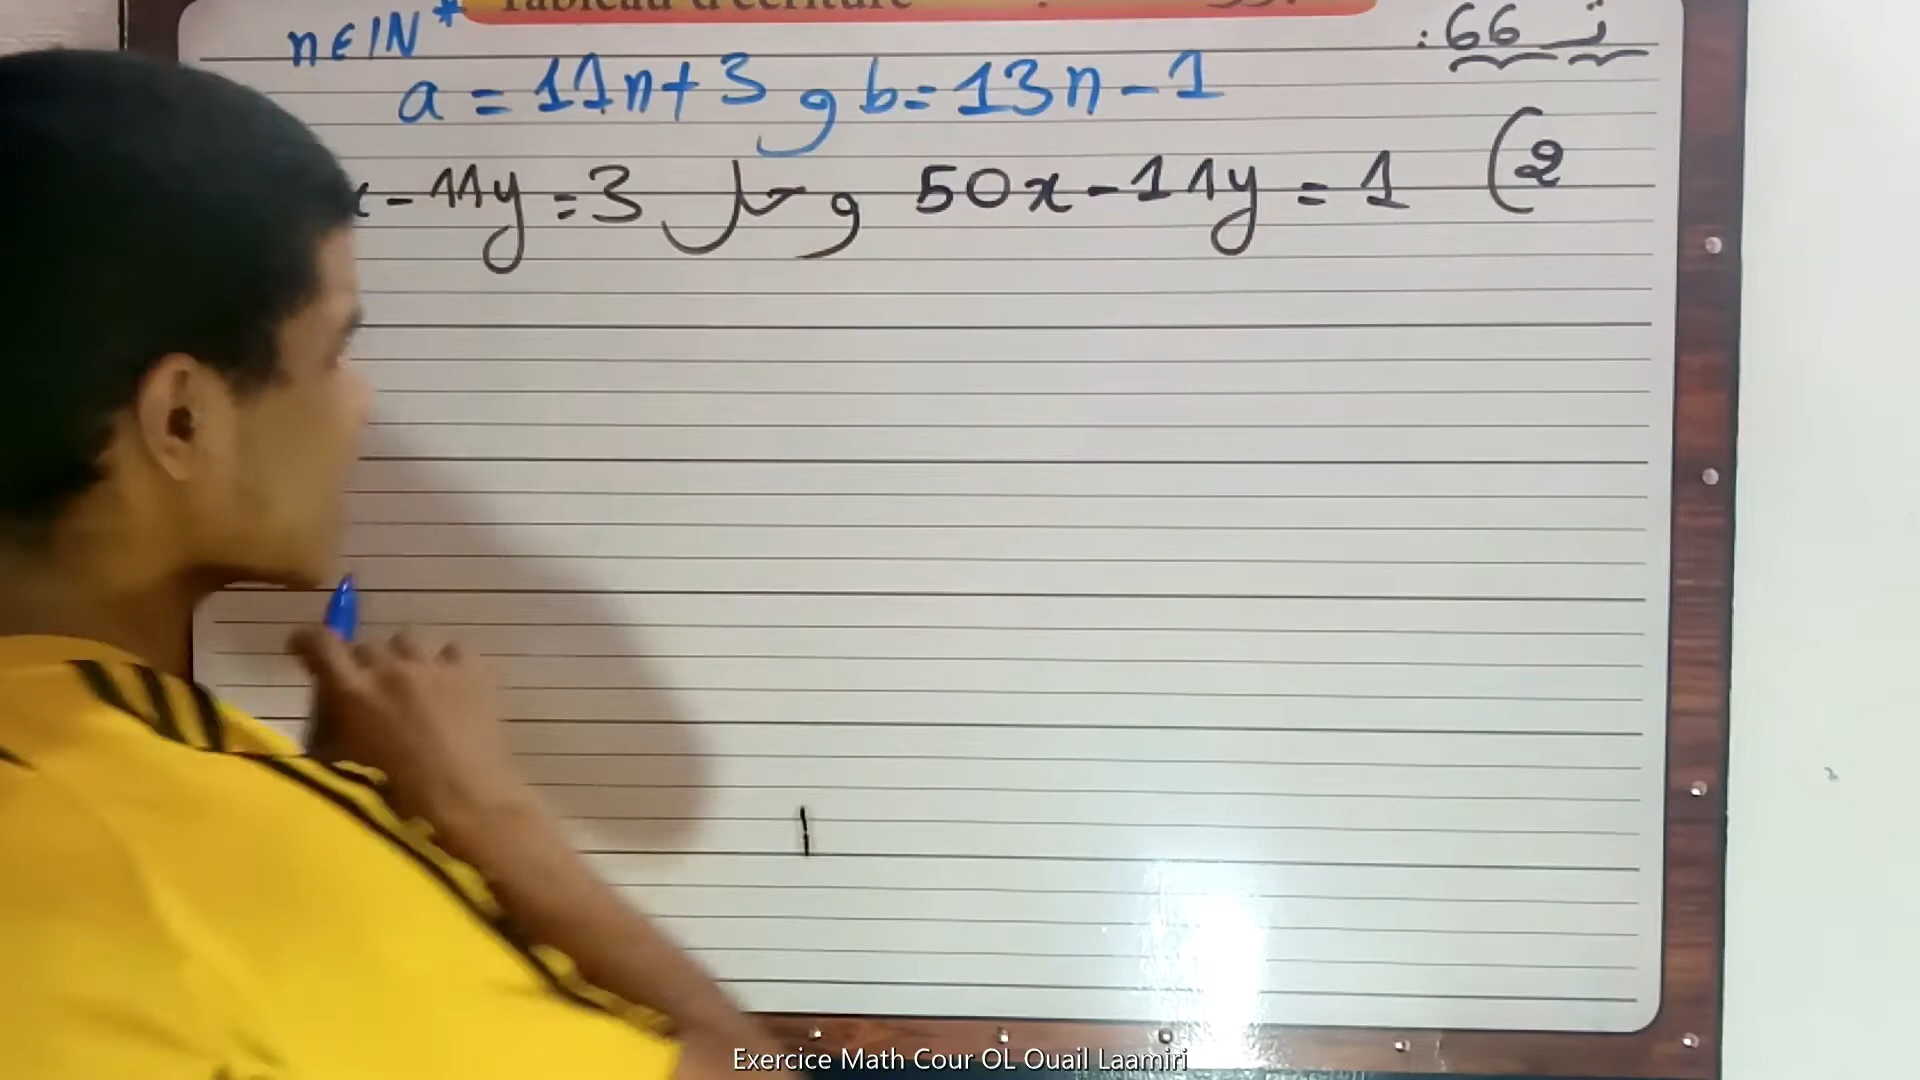 Tableau d'écriture
ت 66 :
n ∈ IN*
a = 11n + 3 و b = 13n - 1
2) 50x - 11y = 1 و حل x - 11y = 3
Exercice Math Cour OL Ouail Laamiri